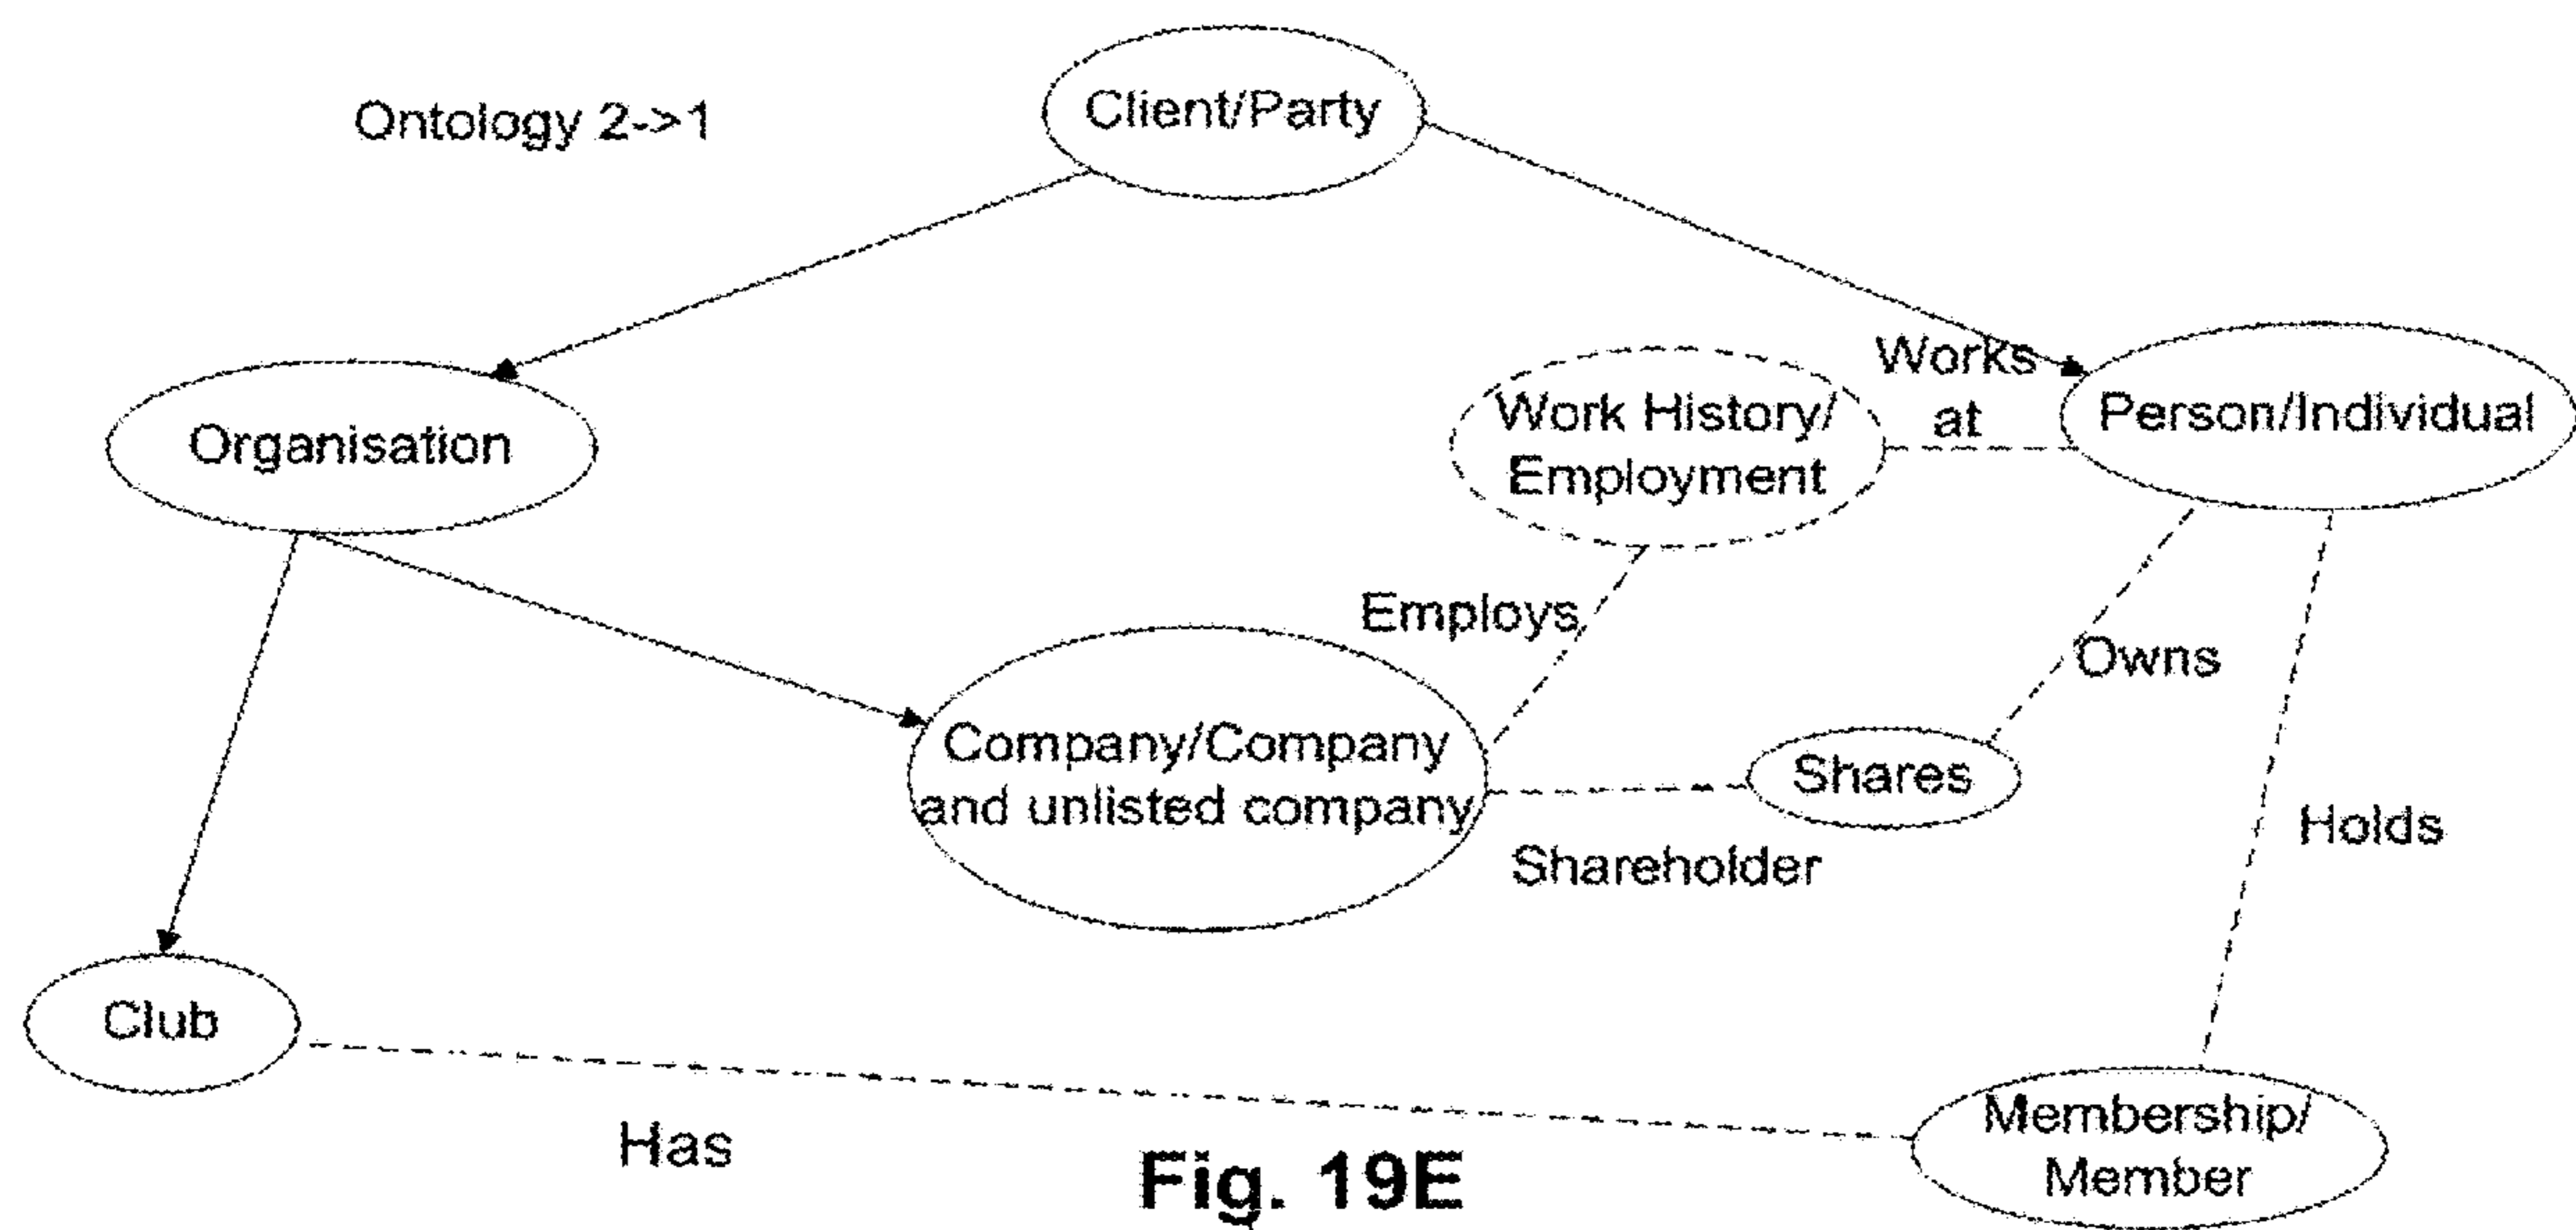 Ontology 2->1
Client/Party
Works
at
Work History/
Employment
Person/Individual
Organisation
Employs
Owns
Company/Company
and unlisted company
Shares
Shareholder
Holds
Club
Has
Membership/
Member
Fig. 19E